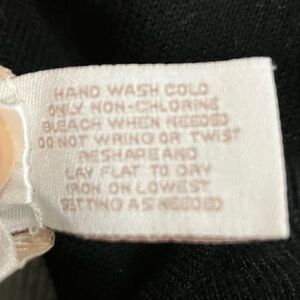 HAND WASH COLD
ONLY NON-CHLORINE
BLEACH WHEN NEEDED
DO NOT WRING OR TWIST
RESHAPE AND
LAY FLAT TO DRY
IRON ON LOWEST
SETTING AS NEEDED